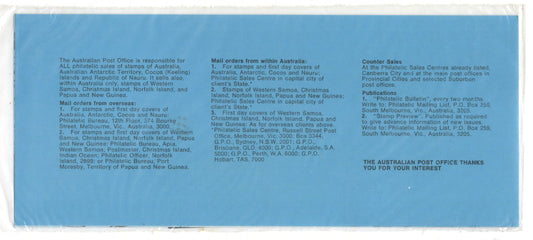 The Australian Post Office is responsible for
ALL philatelic sales of stamps of Australia,
Australian Antarctic Territory, Cocos (Keeling)
Islands and Republic of Nauru. It sells also,
within Australia only, stamps of Western
Samoa, Christmas Island, Norfolk Island, and
Papua and New Guinea.
Mail orders from overseas:
1. For stamps and first day covers of
Australia, Antarctic, Cocos and Nauru:
Philatelic Bureau, 12th Floor, 374 Bourke
Street, Melbourne, Vic., Australia, 3000.
2. For stamps and first day covers of Western
Samoa, Christmas Island, Norfolk Island, Papua
and New Guinea: Philatelic Bureau, Apia,
Western Samoa; Postmaster, Christmas Island,
Indian Ocean; Philatelic Officer, Norfolk
Island, 2899; or Philatelic Bureau, Port
Moresby, Territory of Papua and New Guinea.
Mail orders from within Australia:
1. For stamps and first day covers of
Australia, Antarctic, Cocos and Nauru:
Philatelic Sales Centre in capital city of
client's State.*
2. Stamps of Western Samoa, Christmas
Island, Norfolk Island, Papua and New Guinea:
Philatelic Sales Centre in capital city of
client's State.
3. First day covers of Western Samoa,
Christmas Island, Norfolk Island, Papua and
New Guinea: As for overseas clients above.
*Philatelic Sales Centre, Russell Street Post
Office, Melbourne, Vic. 3000; Box 3344,
G.P.O., Sydney, N.S.W. 2001; G.P.O.,
Brisbane, QLD. 4000; G.P.O., Adelaide, S.A.
5000; G.P.O., Perth, W.A. 6000; G.P.O.
Hobart, TAS. 7000.
Counter Sales
At the Philatelic Sales Centres already listed,
Canberra City and at the main post offices in
Provincial Cities and selected Suburban
Publications
1. "Philatelic Bulletin", every two months.
Write to: Philatelic Mailing List, P.O. Box 259,
South Melbourne, Vic., Australia, 3205.
2. "Stamp Preview". Published as required
to give advance information of new issues.
Write to: Philatelic Mailing List, P.O. Box 259,
South Melbourne, Vic., Australia, 3205.
THE AUSTRALIAN POST OFFICE THANKS
YOU FOR YOUR INTEREST